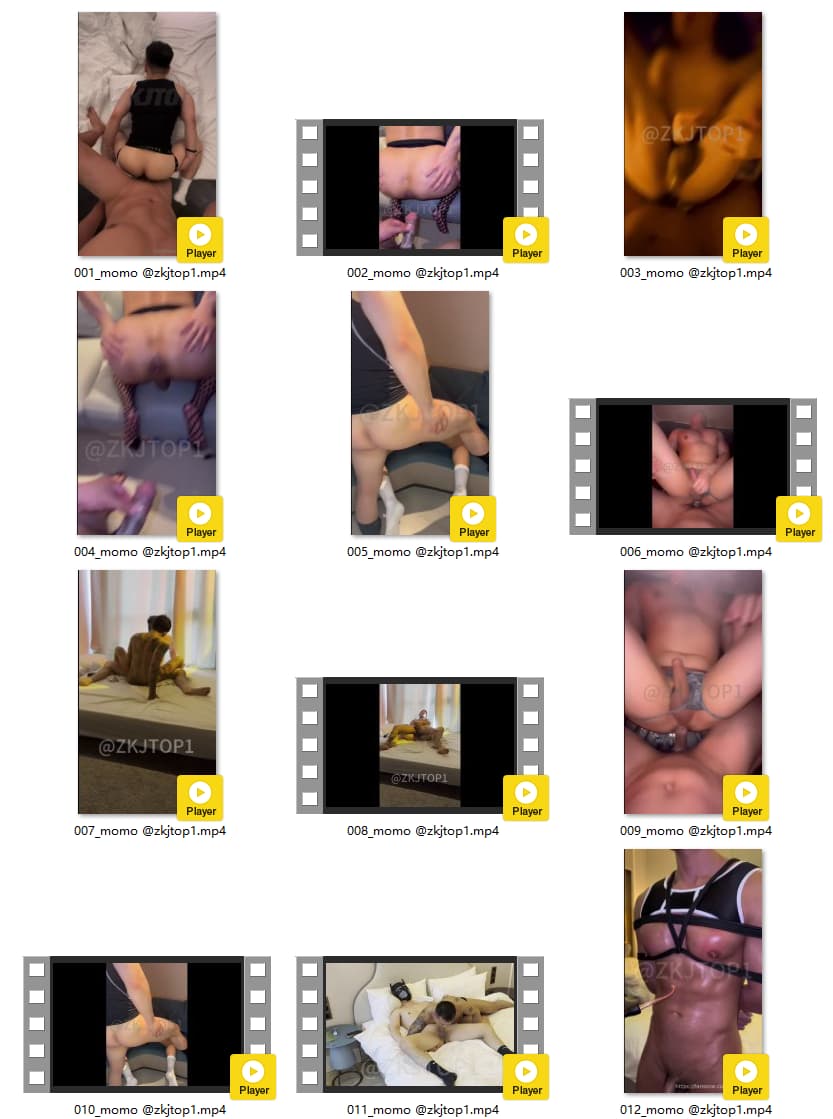 KJTO
Player
Player
@ZKJTOP1
Player
001_momo @zkjtop1.mp4
002_momo @zkjtop1.mp4
003_momo @zkjtop1.mp4
@ZKJTOP1
Player
@ZKJTOP1
Player
Player
004_momo @zkjtop1.mp4
005_momo @zkjtop1.mp4
006_momo @zkjtop1.mp4
@ZKJTOP1
Player
@ZKJTOP1
Player
@ZKJTOP1
Player
007_momo @zkjtop1.mp4
008_momo @zkjtop1.mp4
009_momo @zkjtop1.mp4
Player
@ZKJTOP1
Player
@ZKJTOP1
Player
010_momo @zkjtop1.mp4
011_momo @zkjtop1.mp4
012_momo @zkjtop1.mp4